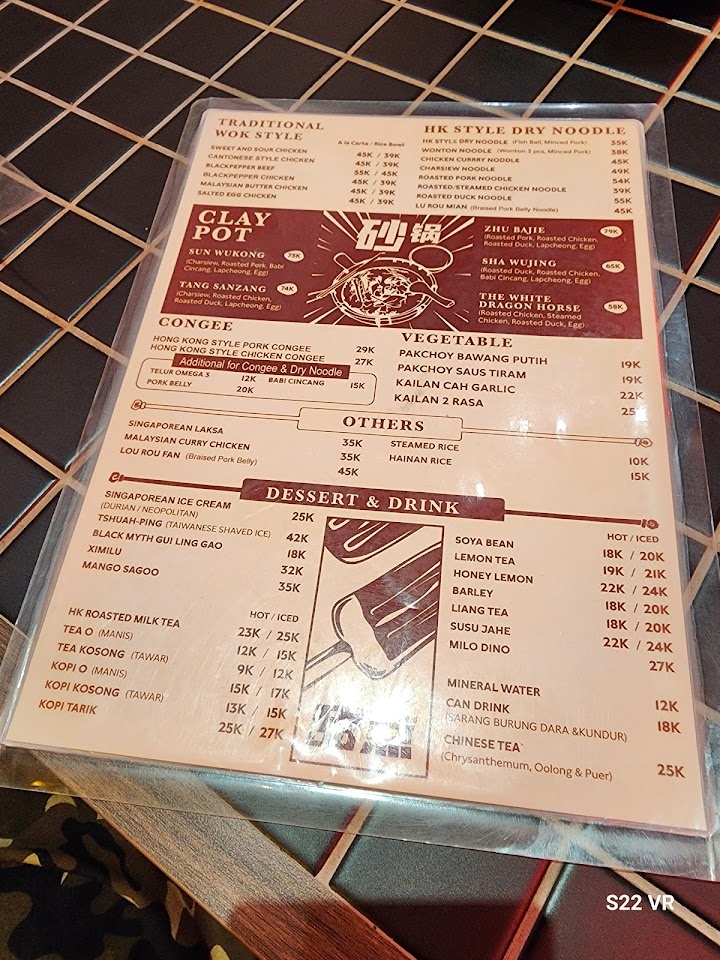 TRADITIONAL
WOK STYLE
A la Carte / Rice Bowl
SWEET AND SOUR CHICKEN 45K / 39K
CANTONESE STYLE CHICKEN 45K / 39K
BLACKPEPPER BEEF 55K / 45K
BLACKPEPPER CHICKEN 45K / 39K
MALAYSIAN BUTTER CHICKEN 45K / 39K
SALTED EGG CHICKEN 45K / 39K
HK STYLE DRY NOODLE
HK STYLE DRY NOODLE (Fish Ball, Minced Pork) 35K
WONTON NOODLE (Wonton 3 pcs, Minced Pork) 38K
CHICKEN CURRRY NOODLE 45K
CHARSIEW NOODLE 49K
ROASTED PORK NOODLE 54K
ROASTED/STEAMED CHICKEN NOODLE 39K
ROASTED DUCK NOODLE 55K
LU ROU MIAN (Braised Pork Belly Noodle) 45K
CLAY
POT
砂锅
SUN WUKONG 75K
(Charsiew, Roasted Pork, Babi
Cincang, Lapcheong, Egg)
TANG SANZANG 74K
(Charsiew, Roasted Chicken,
Roasted Duck, Lapcheong, Egg)
ZHU BAJIE 79K
(Roasted Pork, Roasted Chicken,
Roasted Duck, Lapcheong, Egg)
SHA WUJING 65K
(Roasted Duck, Roasted Chicken,
Babi Cincang, Lapcheong, Egg)
THE WHITE
DRAGON HORSE 58K
(Roasted Chicken, Steamed
Chicken, Roasted Duck, Egg)
CONGEE
HONG KONG STYLE PORK CONGEE 29K
HONG KONG STYLE CHICKEN CONGEE 27K
Additional for Congee & Dry Noodle
TELUR OMEGA 3 12K BABI CINCANG 15K
PORK BELLY 20K
VEGETABLE
PAKCHOY BAWANG PUTIH 19K
PAKCHOY SAUS TIRAM 19K
KAILAN CAH GARLIC 22K
KAILAN 2 RASA 25K
OTHERS
SINGAPOREAN LAKSA 35K
MALAYSIAN CURRY CHICKEN 35K
LOU ROU FAN (Braised Pork Belly) 45K
STEAMED RICE 10K
HAINAN RICE 15K
DESSERT & DRINK
SINGAPOREAN ICE CREAM 25K
(DURIAN / NEOPOLITAN)
TSHUAH-PING (TAIWANESE SHAVED ICE) 42K
BLACK MYTH GUI LING GAO 18K
XIMILU 32K
MANGO SAGOO 35K
HOT / ICED
HK ROASTED MILK TEA 23K / 25K
TEA O (MANIS) 12K / 15K
TEA KOSONG (TAWAR) 9K / 12K
KOPI O (MANIS) 15K / 17K
KOPI KOSONG (TAWAR) 13K / 15K
KOPI TARIK 25K / 27K
HOT / ICED
SOYA BEAN 18K / 20K
LEMON TEA 19K / 21K
HONEY LEMON 22K / 24K
BARLEY 18K / 20K
LIANG TEA 18K / 20K
SUSU JAHE 22K / 24K
MILO DINO 27K
MINERAL WATER 12K
CAN DRINK 18K
(SARANG BURUNG DARA &KUNDUR)
CHINESE TEA 25K
(Chrysanthemum, Oolong & Puer)
S22 VR